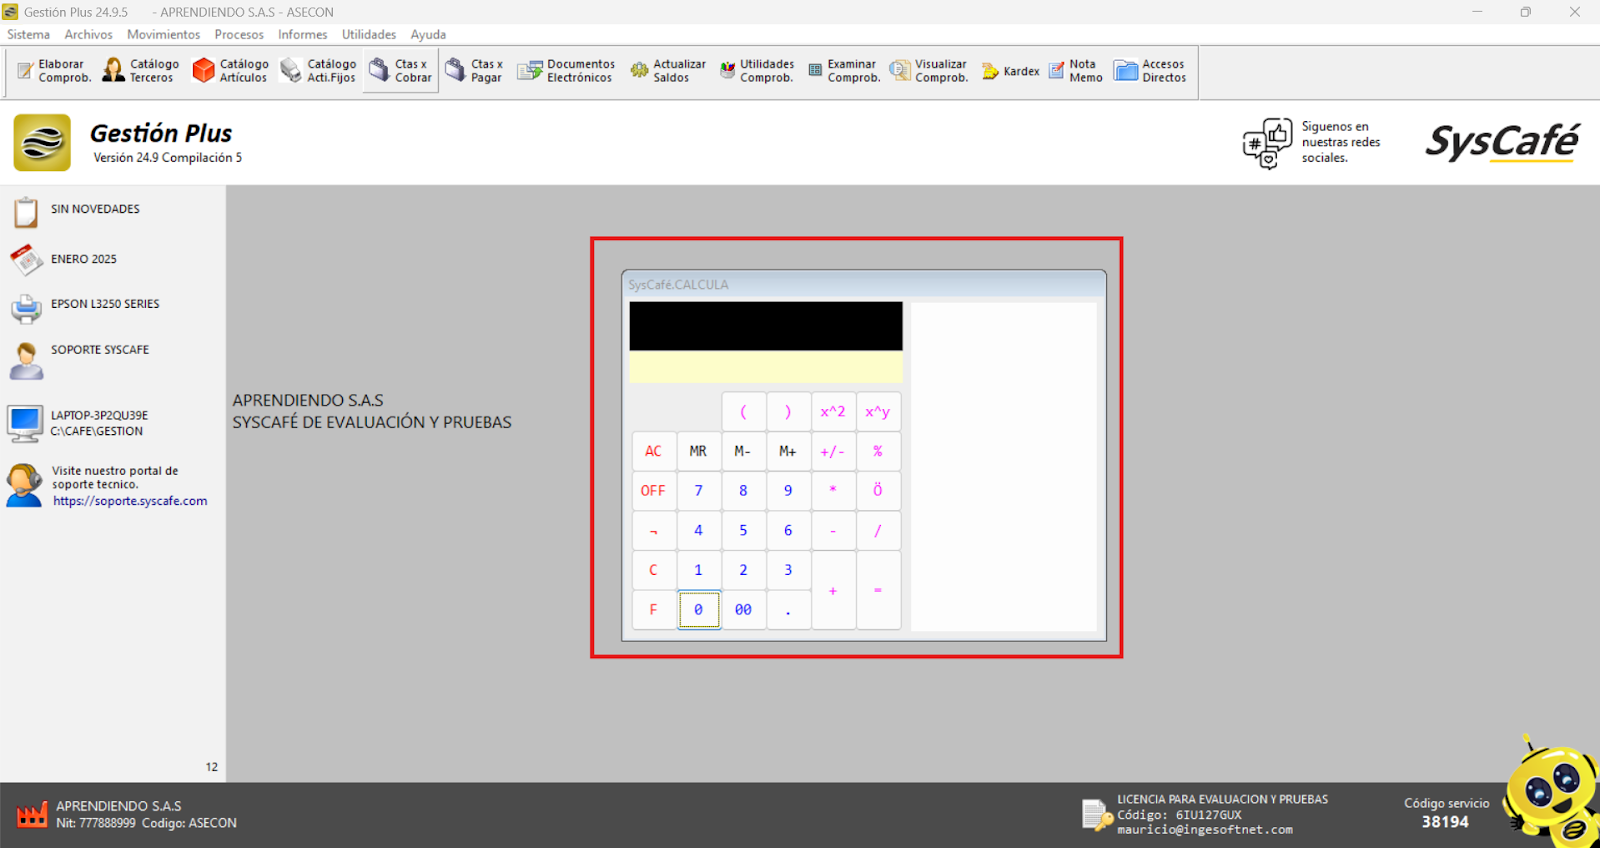 Gestión Plus 24.9.5 - APRENDIENDO S.A.S - ASECON
Sistema Archivos Movimientos Procesos Informes Utilidades Ayuda
Elaborar Comprob.
Catálogo Terceros
Catálogo Artículos
Catálogo Acti.Fijos
Ctas x Cobrar
Ctas x Pagar
Documentos Electrónicos
Actualizar Saldos
Utilidades Comprob.
Examinar Comprob.
Visualizar Comprob.
Kardex
Nota Memo
Accesos Directos
Gestión Plus
Versión 24.9 Compilación 5
#
Siguenos en
nuestras redes
sociales.
SysCafé
SIN NOVEDADES
ENERO 2025
EPSON L3250 SERIES
SOPORTE SYSCAFE
LAPTOP-3P2QU39E
C:\CAFE\GESTION
Visite nuestro portal de
soporte tecnico.
https://soporte.syscafe.com
12
APRENDIENDO S.A.S
SYSCAFÉ DE EVALUACIÓN Y PRUEBAS
SysCafé.CALCULA
( ) x^2 x^y
AC MR M- M+ +/- %
OFF 7 8 9 * Ö
¬ 4 5 6 - /
C 1 2 3 + =
F 0 00 .
APRENDIENDO S.A.S
Nit: 777888999 Codigo: ASECON
LICENCIA PARA EVALUACION Y PRUEBAS
Código: 6IU127GUX
mauricio@ingesoftnet.com
Código servicio
38194